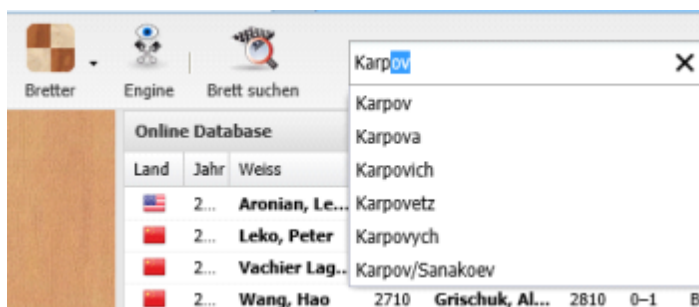 Karpov
Bretter
Engine
Brett suchen
Karpov
Karpova
Karpovich
Karpovetz
Karpovych
Karpov/Sanakoev
Online Database
Land Jahr Weiss
2... Aronian, Le...
2... Leko, Peter
2... Vachier Lag...
2... Wang, Hao 2710 Grischuk, Al... 2810 0–1